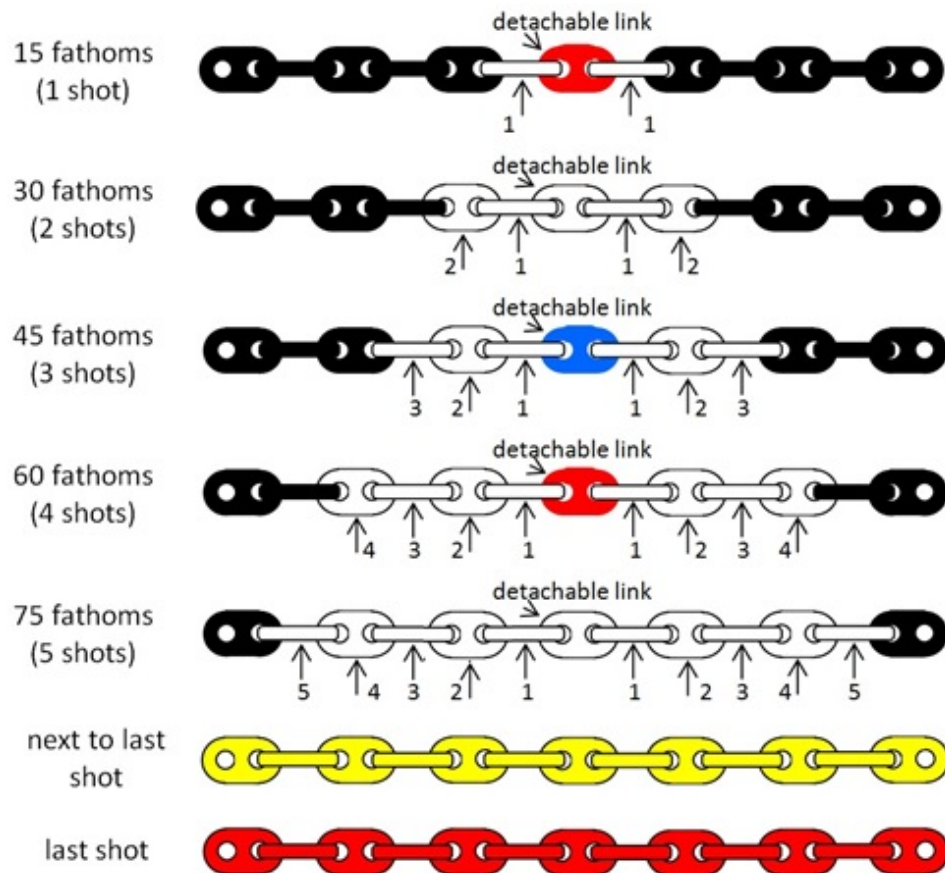 detachable link
15 fathoms
(1 shot)
1 1
detachable link
30 fathoms
(2 shots)
2 1 1 2
detachable link
45 fathoms
(3 shots)
3 2 1 1 2 3
detachable link
60 fathoms
(4 shots)
4 3 2 1 1 2 3 4
detachable link
75 fathoms
(5 shots)
5 4 3 2 1 1 2 3 4 5
next to last
shot
last shot